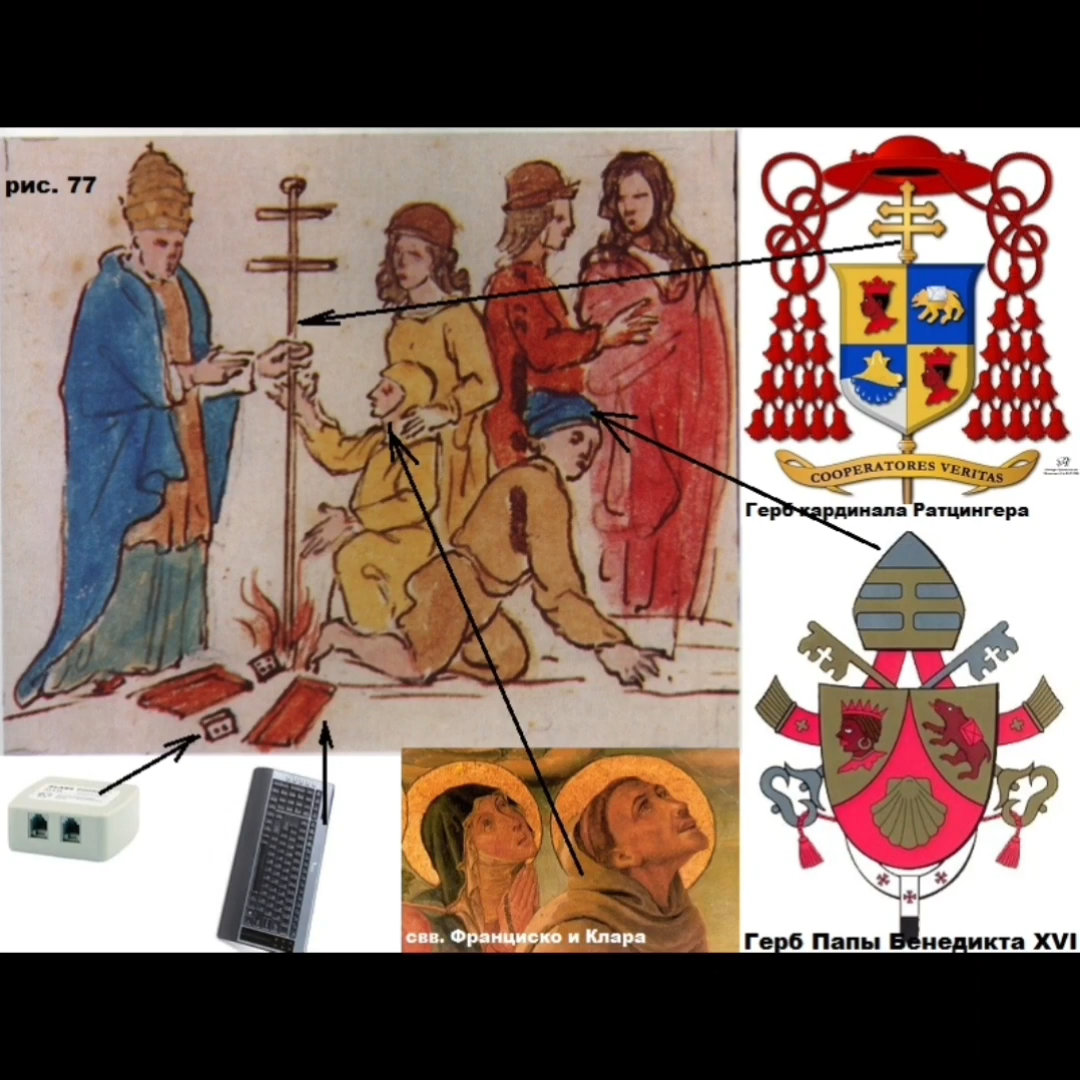 рис. 77
COOPERATORES VERITAS
Герб кардинала Ратцингера
свв. Франциско и Клара
Герб Папы Бенедикта XVI